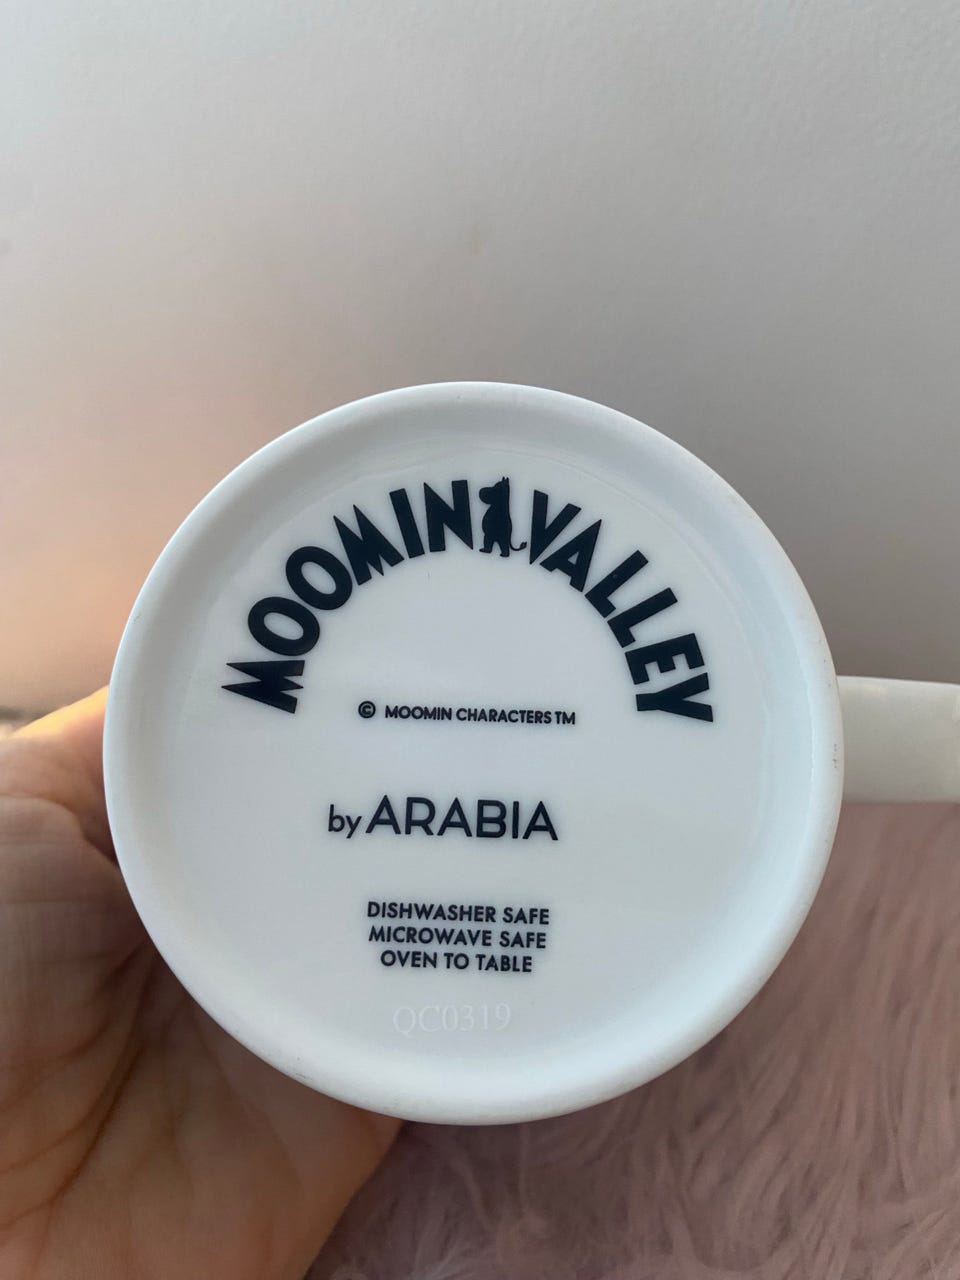 MOOMINVALLEY
© MOOMIN CHARACTERS TM
by ARABIA
DISHWASHER SAFE
MICROWAVE SAFE
OVEN TO TABLE
QC0319